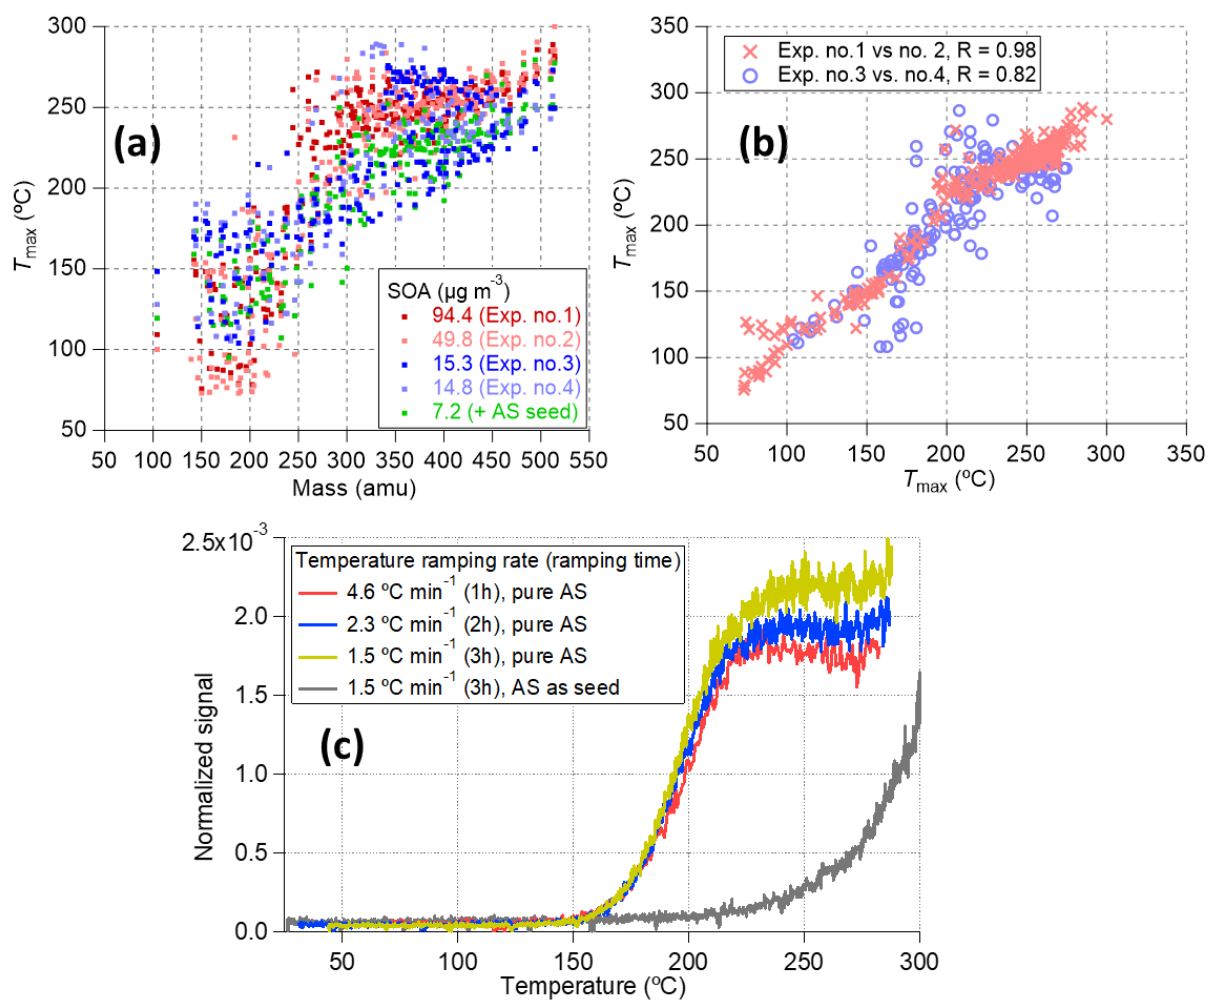 300
250
200
150
100
50
T_max (ºC)
(a)
SOA (µg m⁻³)
94.4 (Exp. no.1)
49.8 (Exp. no.2)
15.3 (Exp. no.3)
14.8 (Exp. no.4)
7.2 (+ AS seed)
50 100 150 200 250 300 350 400 450 500 550
Mass (amu)
350
300
250
200
150
100
50
T_max (ºC)
Exp. no.1 vs no. 2, R = 0.98
Exp. no.3 vs. no.4, R = 0.82
(b)
50 100 150 200 250 300 350
T_max (ºC)
2.5x10⁻³
2.0
1.5
1.0
0.5
0.0
Normalized signal
Temperature ramping rate (ramping time)
4.6 ºC min⁻¹ (1h), pure AS
2.3 ºC min⁻¹ (2h), pure AS
1.5 ºC min⁻¹ (3h), pure AS
1.5 ºC min⁻¹ (3h), AS as seed
(c)
50 100 150 200 250 300
Temperature (ºC)